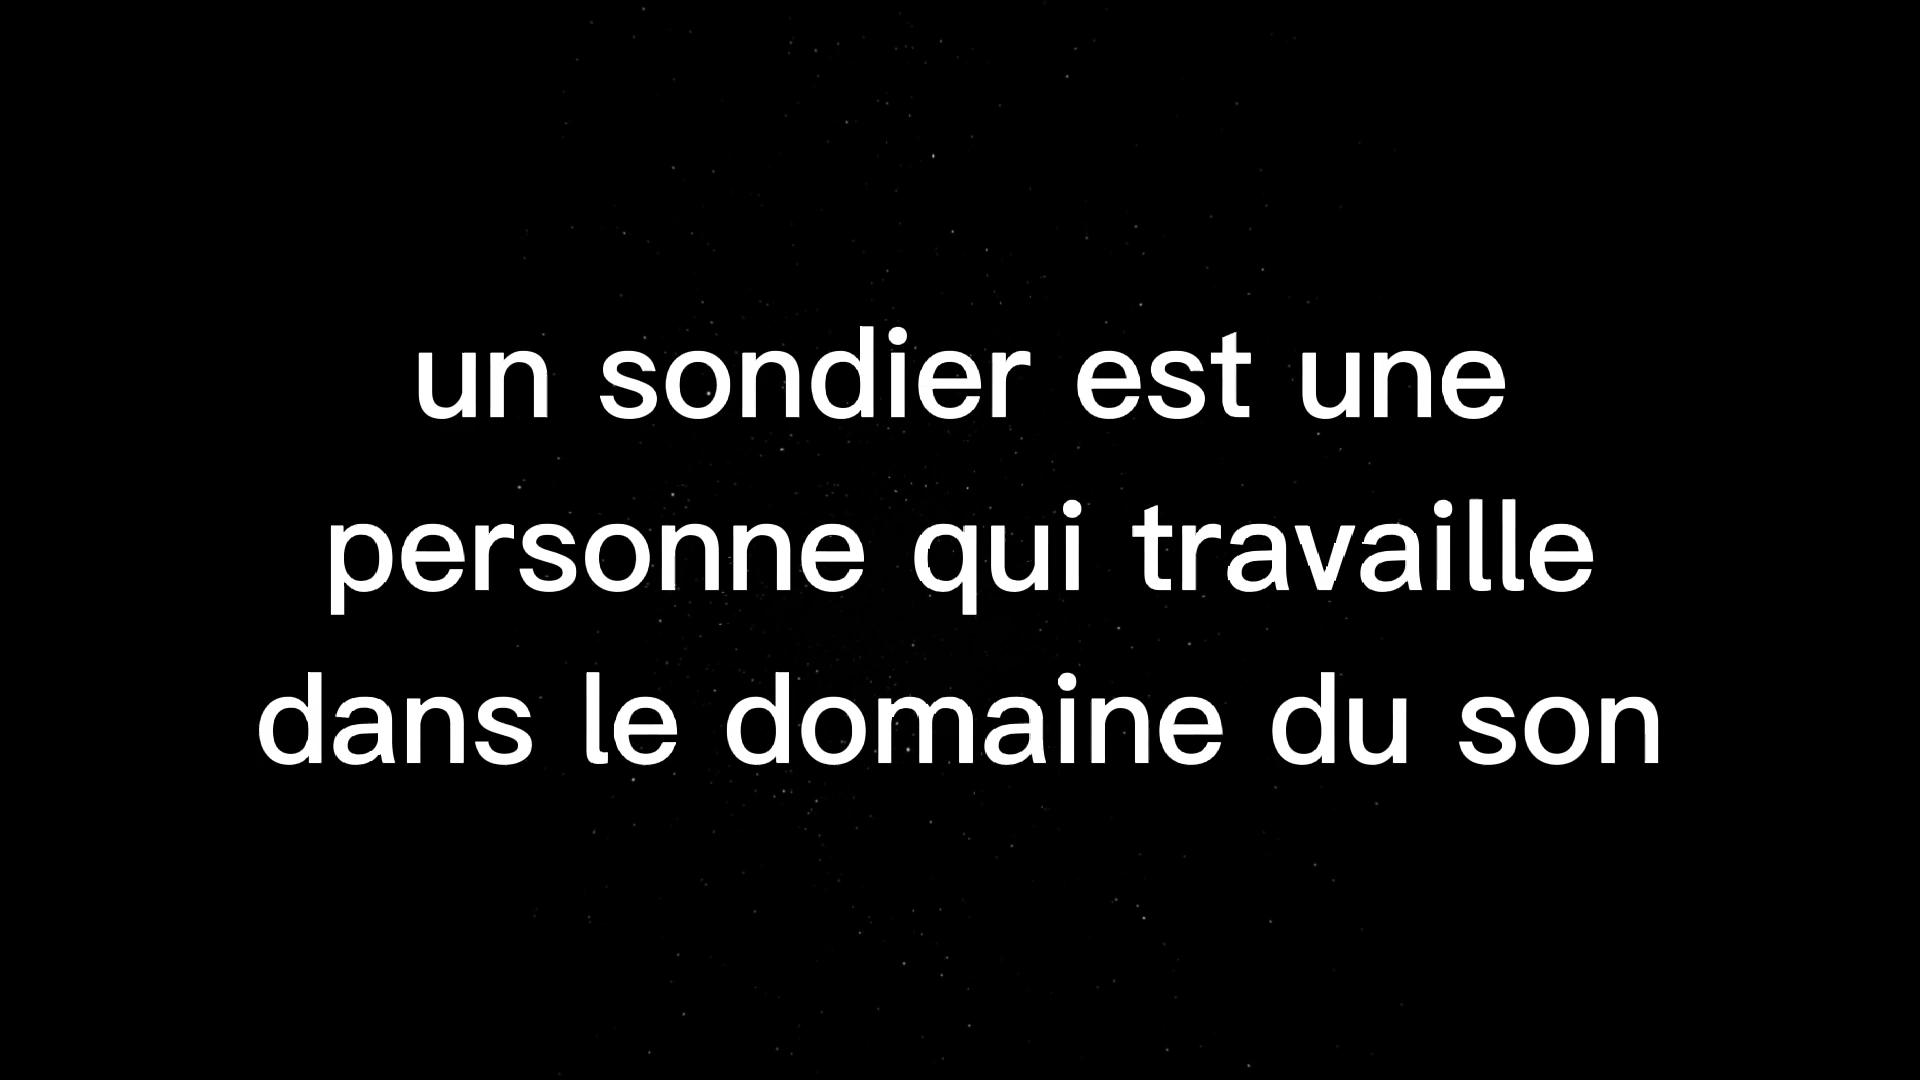 un sondier est une
personne qui travaille
dans le domaine du son